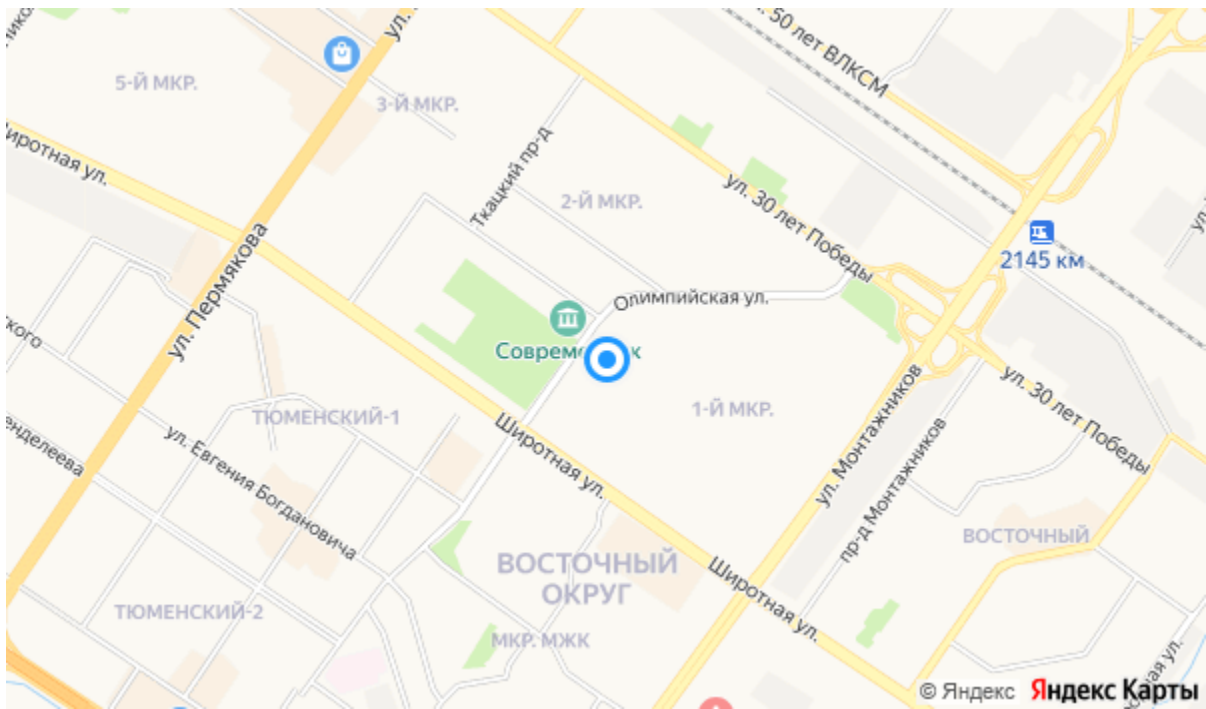 ул. 50 лет ВЛКСМ
5-Й МКР.
3-Й МКР.
Широтная ул.
Ткацкий пр-д
2-Й МКР.
ул. 30 лет Победы
2145 км
ул. Пермякова
Олимпийская ул.
ТЮМЕНСКИЙ-1
1-Й МКР.
ул. Монтажников
ул. 30 лет Победы
ул. Евгения Богдановича
Широтная ул.
пр-д Монтажников
ВОСТОЧНЫЙ
ВОСТОЧНЫЙ
ОКРУГ
Широтная ул.
ТЮМЕНСКИЙ-2
МКР. МЖК
© Яндекс Яндекс Карты